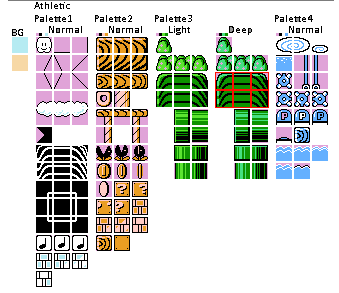 Athletic
Palette1 Palette2 Palette3 Palette4
Normal Normal Light Deep Normal
BG
P P P
? ?
? ?